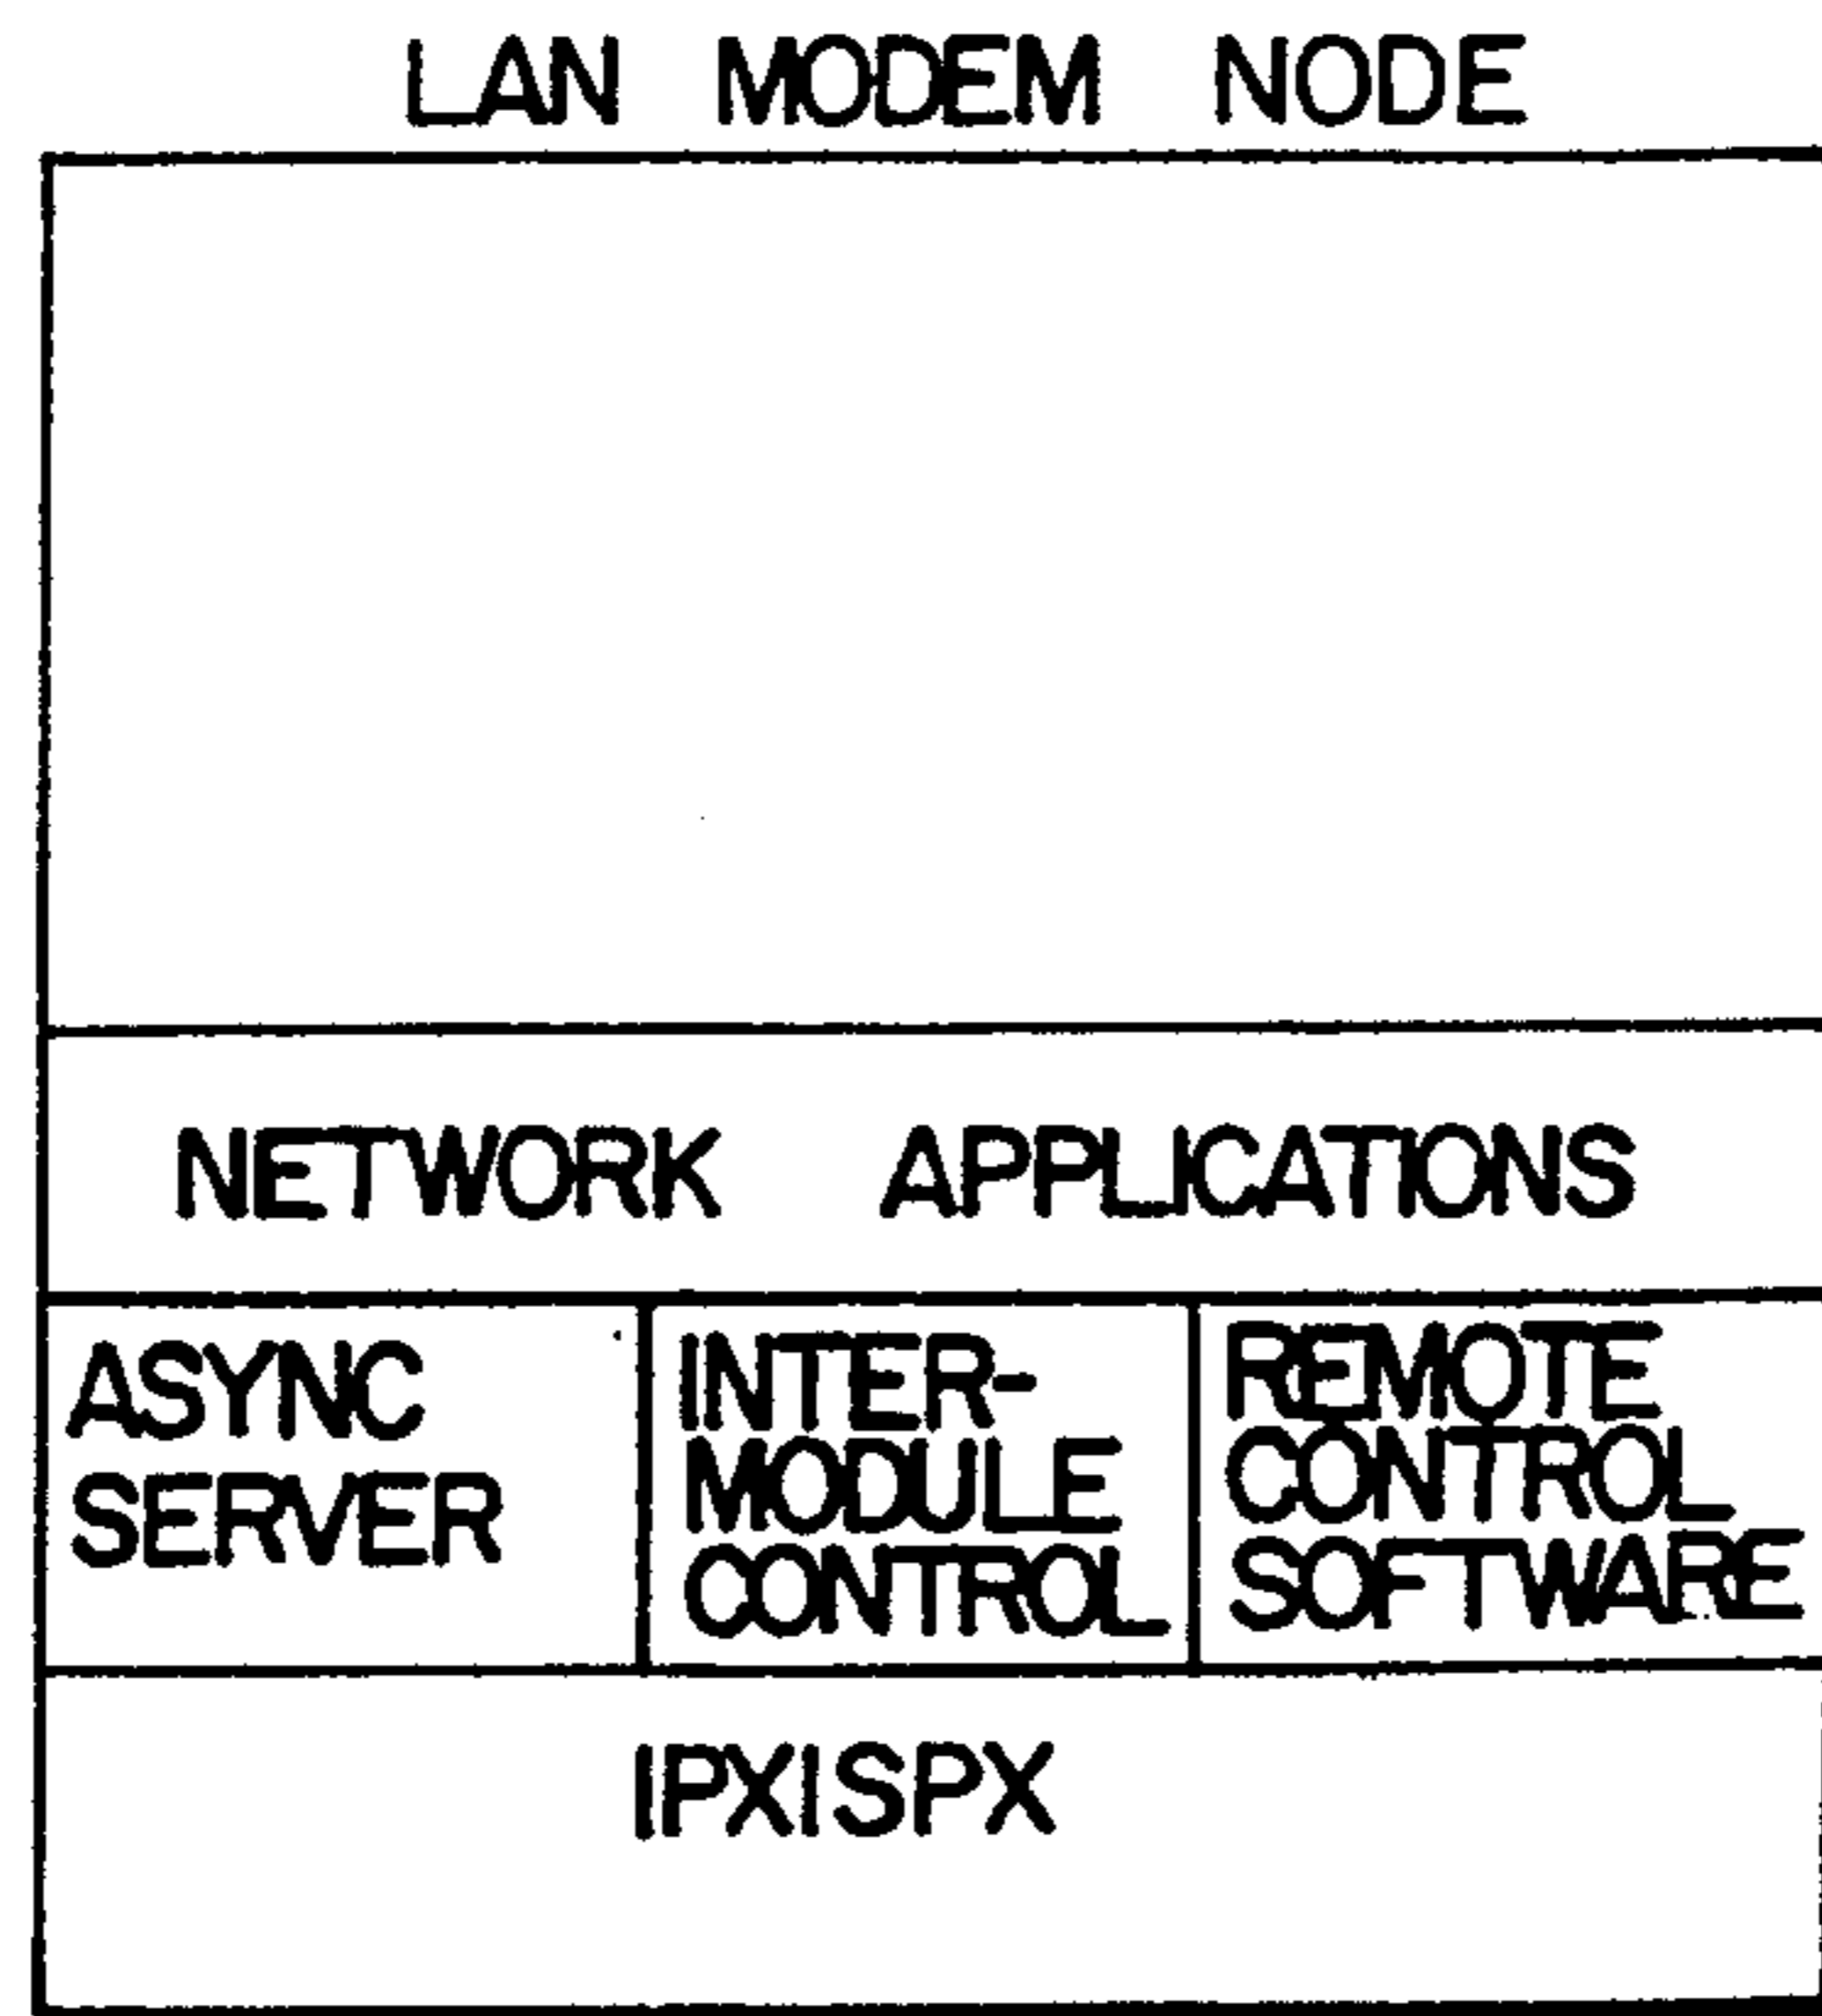 LAN MODEM NODE
NETWORK APPLICATIONS
ASYNC
SERVER
INTER-
MODULE
CONTROL
REMOTE
CONTROL
SOFTWARE
IPXISPX